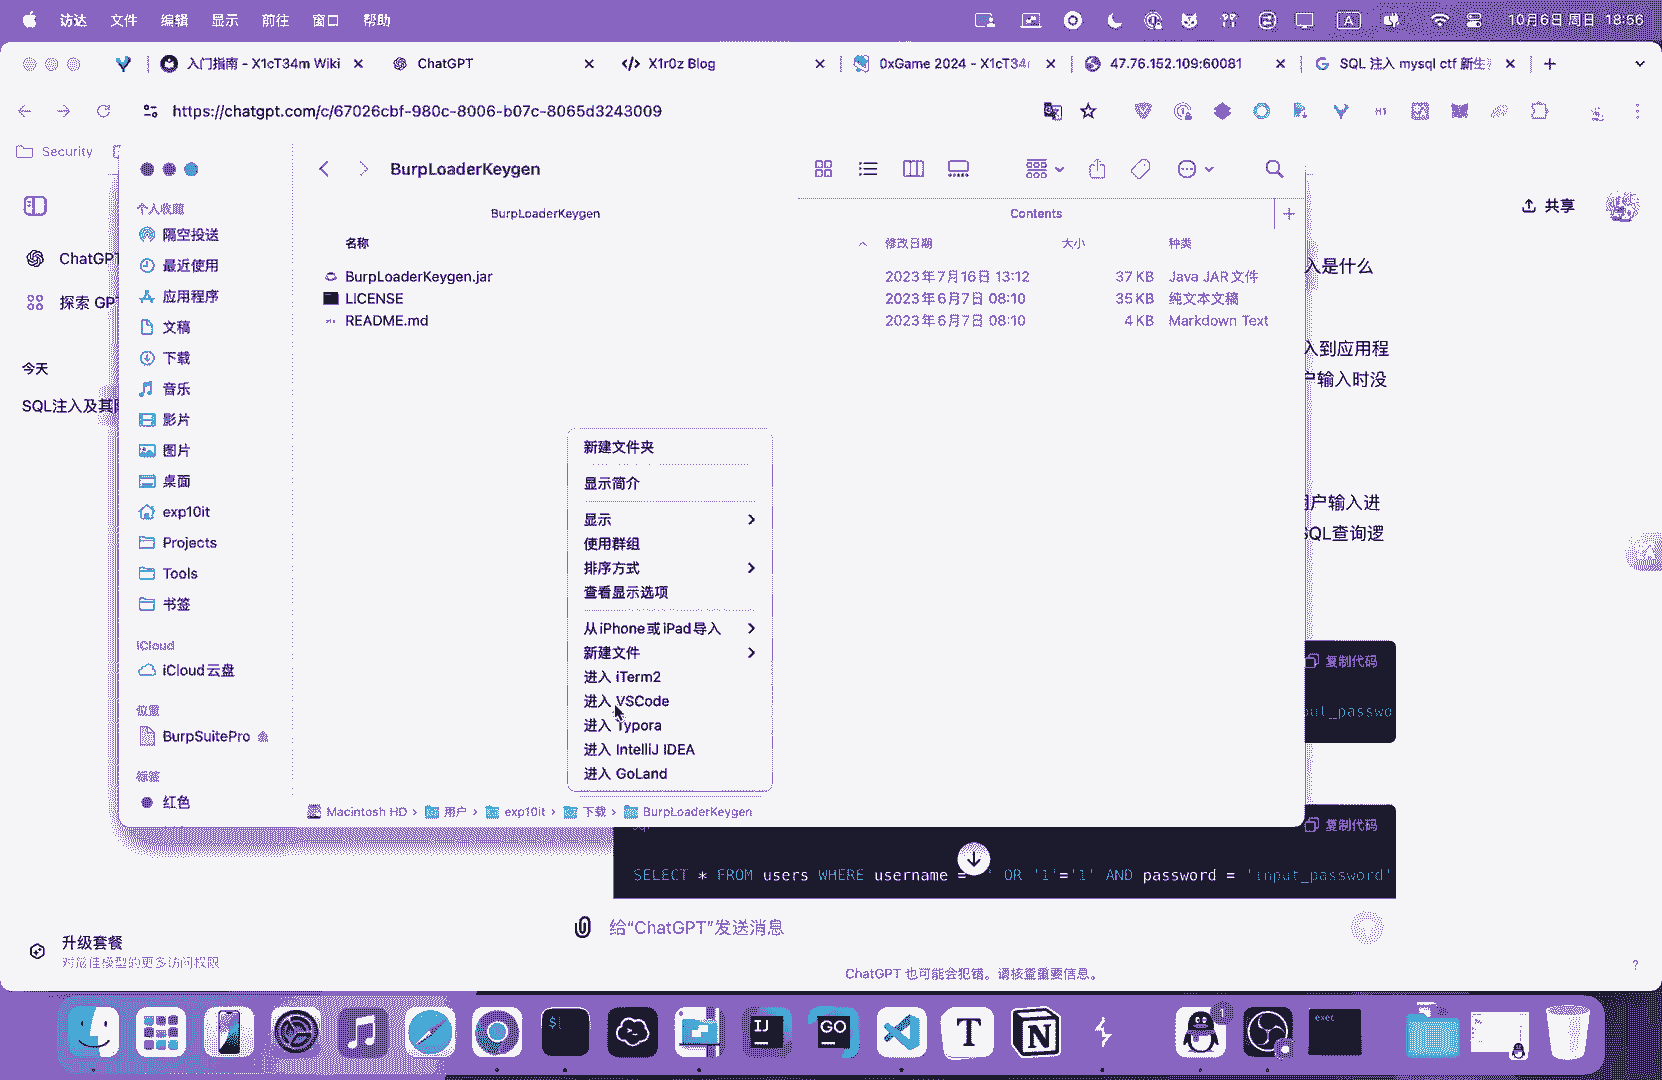 访达 文件 编辑 显示 前往 窗口 帮助 A 10月6日 周日 18:56
入门指南 - X1cT34m Wiki ChatGPT X1r0z Blog 0xGame 2024 - X1cT34 47.76.152.109:60081 SQL 注入 mysql ctf 新生
https://chatgpt.com/c/67026cbf-980c-8006-b07c-8065d3243009
Security
BurpLoaderKeygen
BurpLoaderKeygen Contents
名称 修改日期 大小 种类
BurpLoaderKeygen.jar 2023年7月16日 13:12 37 KB Java JAR文件
LICENSE 2023年6月7日 08:10 35 KB 纯文本文稿
README.md 2023年6月7日 08:10 4 KB Markdown Text
个人收藏
隔空投送
最近使用
应用程序
文稿
下载
音乐
影片
图片
桌面
exp10it
Projects
Tools
书签
iCloud
iCloud云盘
位置
BurpSuitePro
标签
红色
新建文件夹
显示简介
显示
使用群组
排序方式
查看显示选项
从iPhone或iPad导入
新建文件
进入 iTerm2
进入 VSCode
进入 Typora
进入 IntelliJ IDEA
进入 GoLand
Macintosh HD › 用户 › exp10it › 下载 › BurpLoaderKeygen
ChatGPT
探索 GPT
今天
SQL注入及其
共享
入是什么
入到应用程
户输入时没
用户输入进
SQL查询逻
复制代码
put_passwo
复制代码
SELECT * FROM users WHERE username = '' OR '1'='1' AND password = 'input_password'
给“ChatGPT”发送消息
升级套餐
对最佳模型的更多访问权限
ChatGPT 也可能会犯错。请核查重要信息。
?
$
IJ
GO
T
N
exec